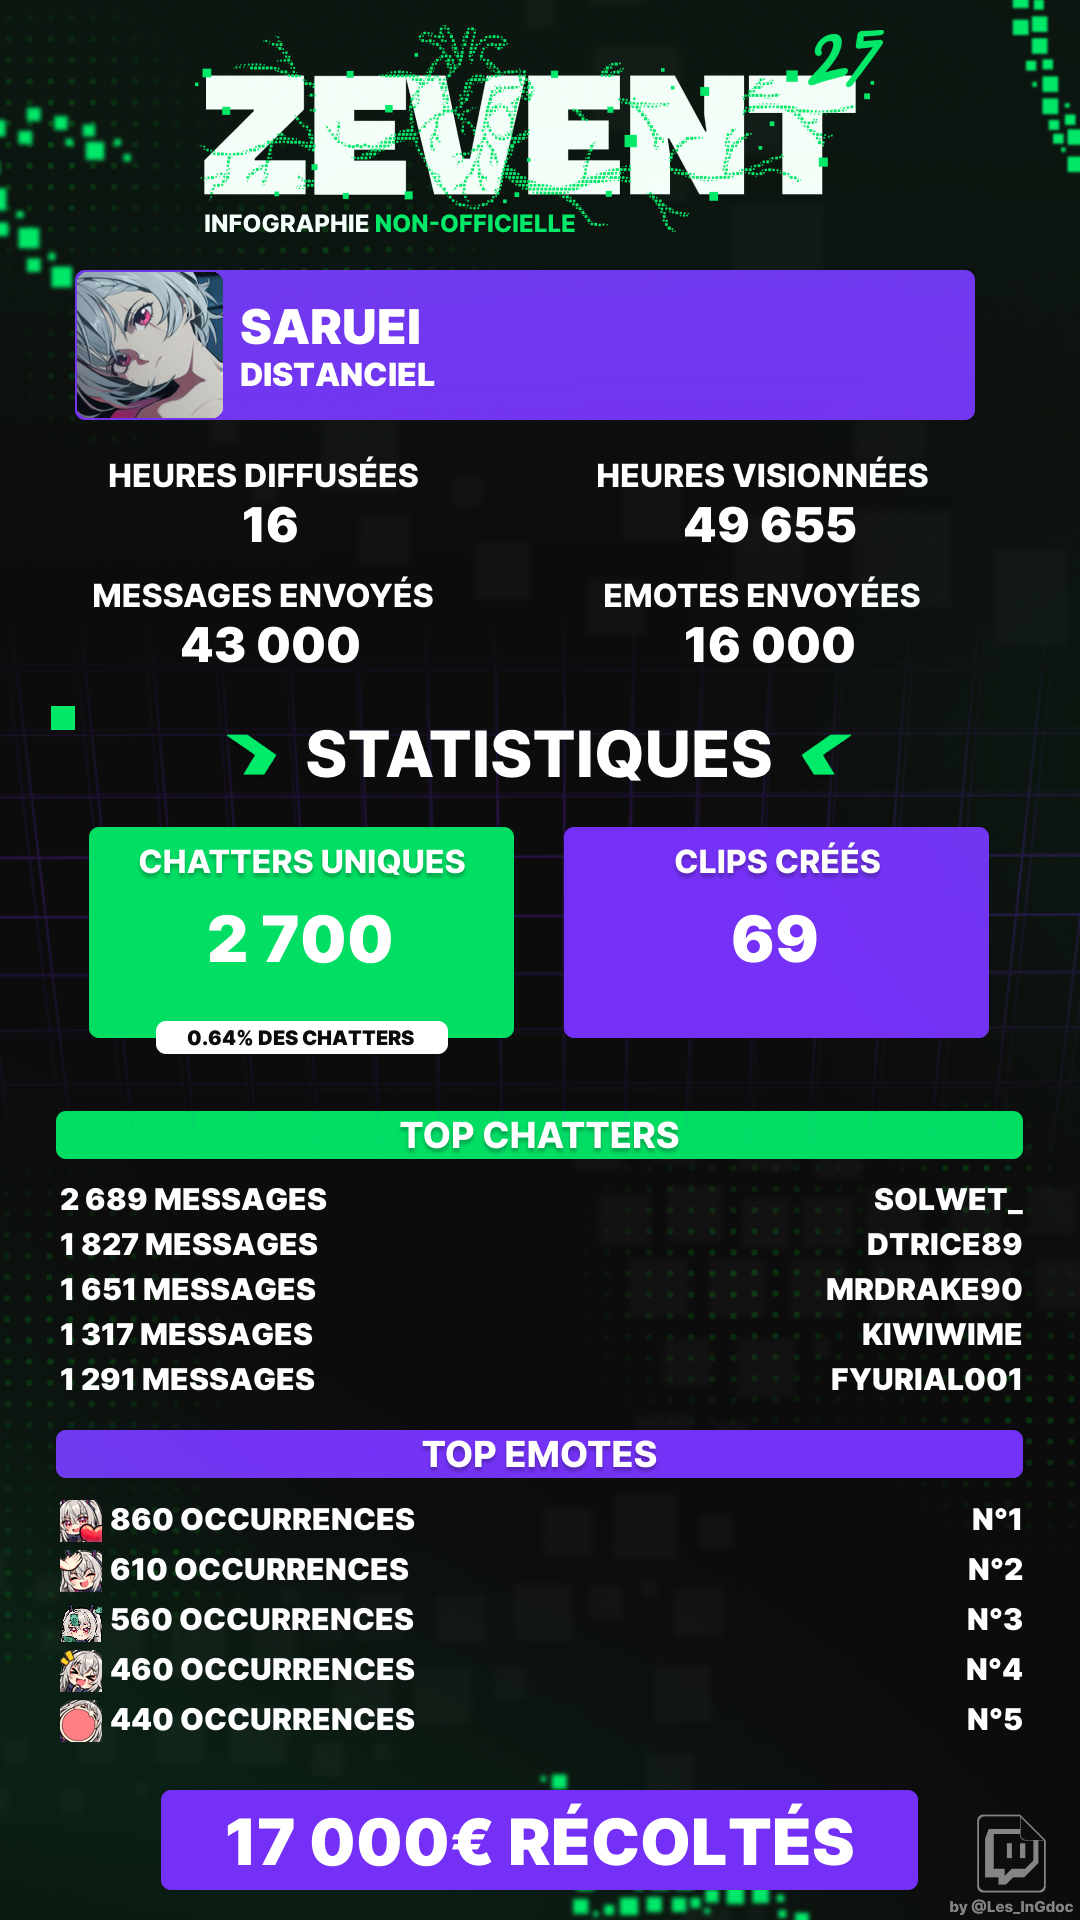 ZEVENT 25
INFOGRAPHIE NON-OFFICIELLE
SARUEI
DISTANCIEL
HEURES DIFFUSÉES
16
HEURES VISIONNÉES
49 655
MESSAGES ENVOYÉS
43 000
EMOTES ENVOYÉES
16 000
STATISTIQUES
CHATTERS UNIQUES
2 700
0.64% DES CHATTERS
CLIPS CRÉÉS
69
TOP CHATTERS
2 689 MESSAGES SOLWET_
1 827 MESSAGES DTRICE89
1 651 MESSAGES MRDRAKE90
1 317 MESSAGES KIWIWIME
1 291 MESSAGES FYURIAL001
TOP EMOTES
860 OCCURRENCES N°1
610 OCCURRENCES N°2
560 OCCURRENCES N°3
460 OCCURRENCES N°4
440 OCCURRENCES N°5
17 000€ RÉCOLTÉS
by @Les_InGdoc